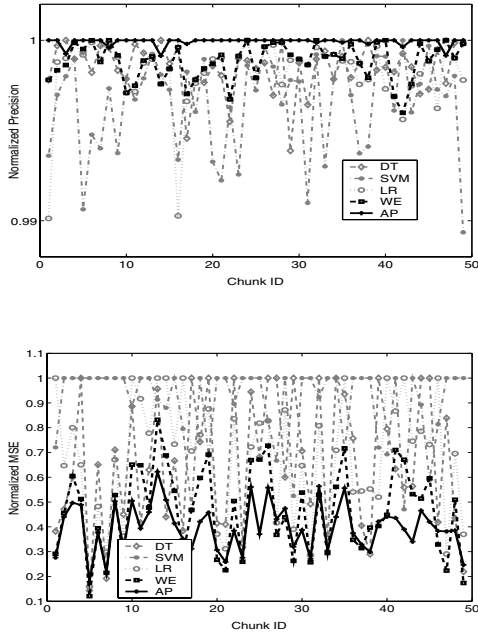 1
0.99
Normalized Precision
DT
SVM
LR
WE
AP
0 10 20 30 40 50
Chunk ID
1.1
1
0.9
0.8
0.7
0.6
0.5
0.4
0.3
0.2
0.1
Normalized MSE
DT
SVM
LR
WE
AP
0 10 20 30 40 50
Chunk ID